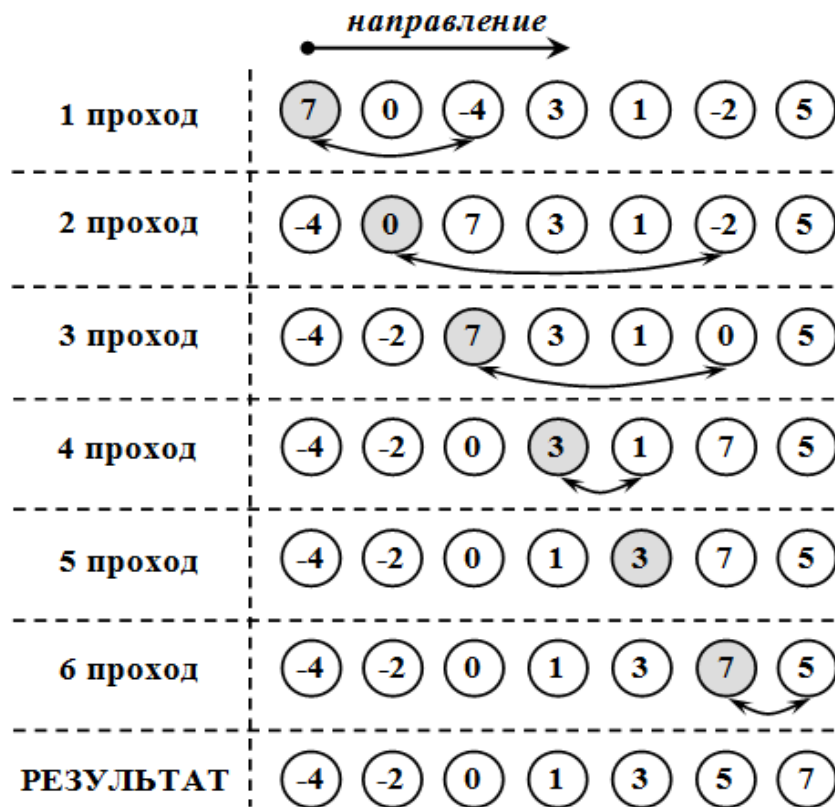 направление
1 проход 7 0 -4 3 1 -2 5
2 проход -4 0 7 3 1 -2 5
3 проход -4 -2 7 3 1 0 5
4 проход -4 -2 0 3 1 7 5
5 проход -4 -2 0 1 3 7 5
6 проход -4 -2 0 1 3 7 5
РЕЗУЛЬТАТ -4 -2 0 1 3 5 7